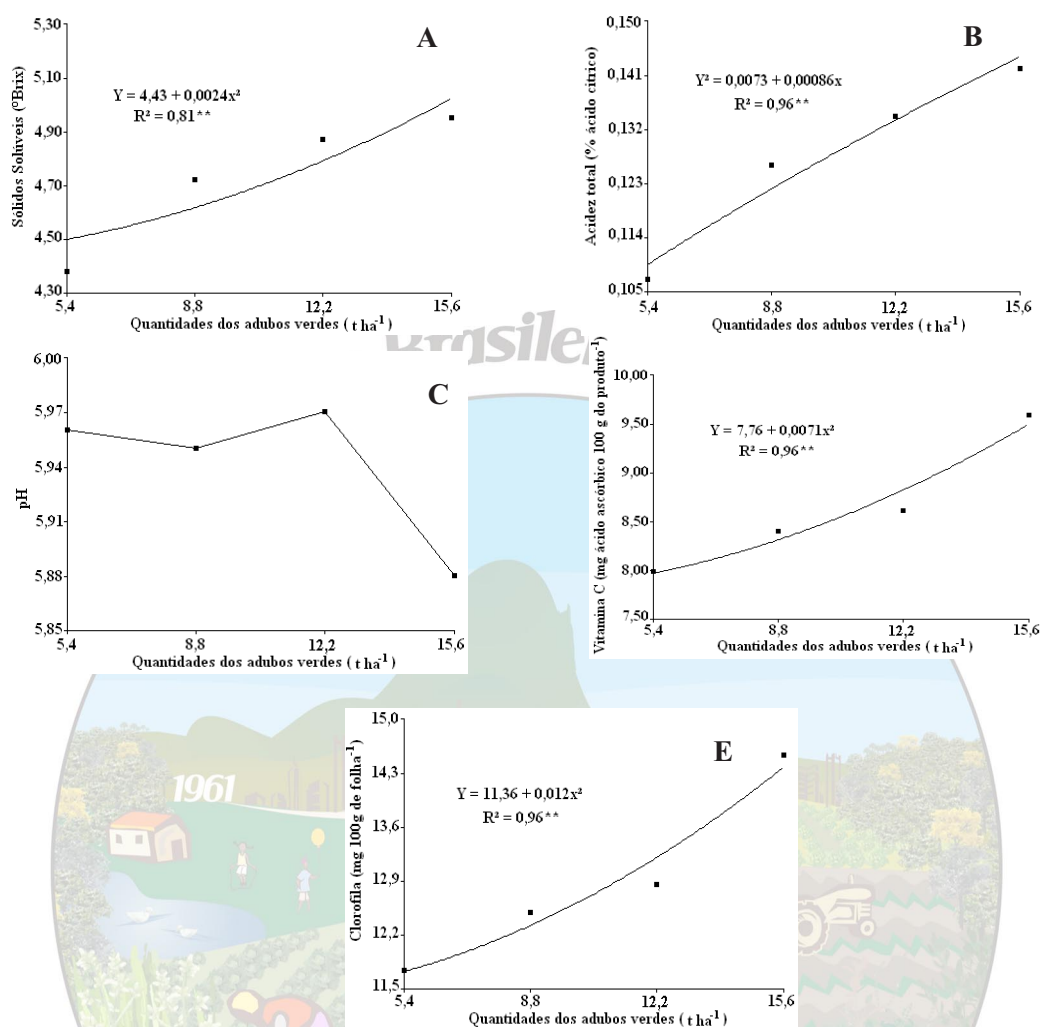 5,30
5,10
4,90
4,70
4,50
4,30
Sólidos Solúveis (ºBrix)
A
Y = 4,43 + 0,0024x²
R² = 0,81**
5,4 8,8 12,2 15,6
Quantidades dos adubos verdes ( t ha⁻¹)
0,150
0,141
0,132
0,123
0,114
0,105
Acidez total (% ácido cítrico)
B
Y² = 0,0073 + 0,00086x
R² = 0,96**
5,4 8,8 12,2 15,6
Quantidades dos adubos verdes ( t ha⁻¹)
6,00
5,97
5,94
5,91
5,88
5,85
pH
C
5,4 8,8 12,2 15,6
Quantidades dos adubos verdes ( t ha⁻¹)
10,00
9,50
9,00
8,50
8,00
7,50
Vitamina C (mg ácido ascórbico 100 g do produto⁻¹)
Y = 7,76 + 0,0071x²
R² = 0,96**
5,4 8,8 12,2 15,6
Quantidades dos adubos verdes ( t ha⁻¹)
15,0
14,3
13,6
12,9
12,2
11,5
Clorofila (mg 100g de folha⁻¹)
E
Y = 11,36 + 0,012x²
R² = 0,96**
5,4 8,8 12,2 15,6
Quantidades dos adubos verdes ( t ha⁻¹)
1961